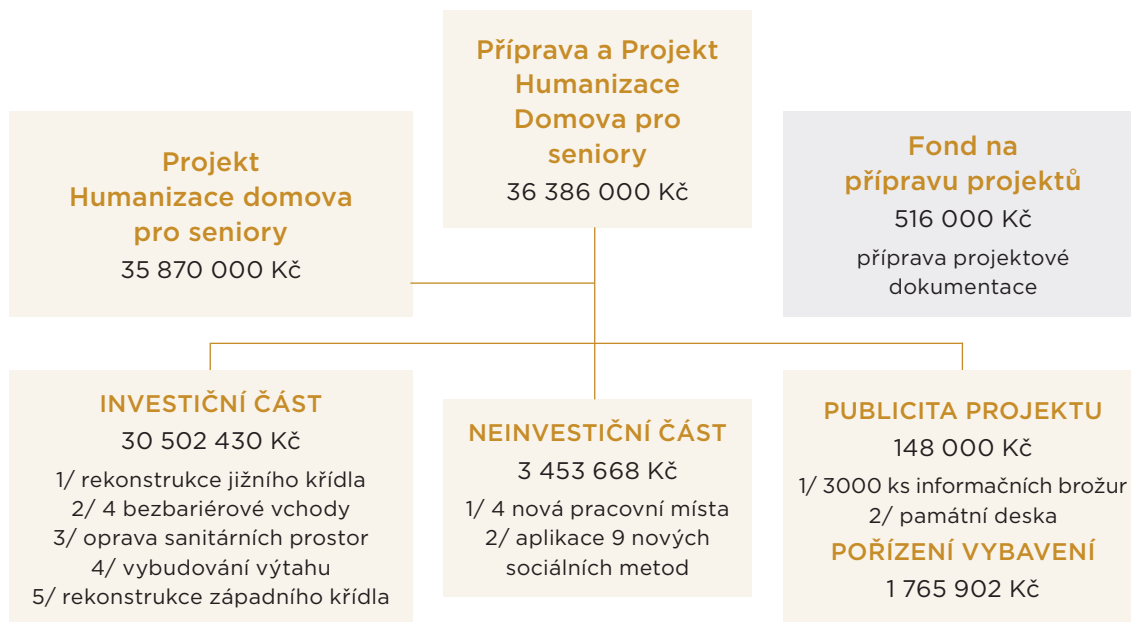 Příprava a Projekt
Humanizace
Domova pro
seniory
36 386 000 Kč
Projekt
Humanizace domova
pro seniory
35 870 000 Kč
Fond na
přípravu projektů
516 000 Kč
příprava projektové
dokumentace
INVESTIČNÍ ČÁST
30 502 430 Kč
1/ rekonstrukce jižního křídla
2/ 4 bezbariérové vchody
3/ oprava sanitárních prostor
4/ vybudování výtahu
5/ rekonstrukce západního křídla
NEINVESTIČNÍ ČÁST
3 453 668 Kč
1/ 4 nová pracovní místa
2/ aplikace 9 nových
sociálních metod
PUBLICITA PROJEKTU
148 000 Kč
1/ 3000 ks informačních brožur
2/ památní deska
POŘÍZENÍ VYBAVENÍ
1 765 902 Kč